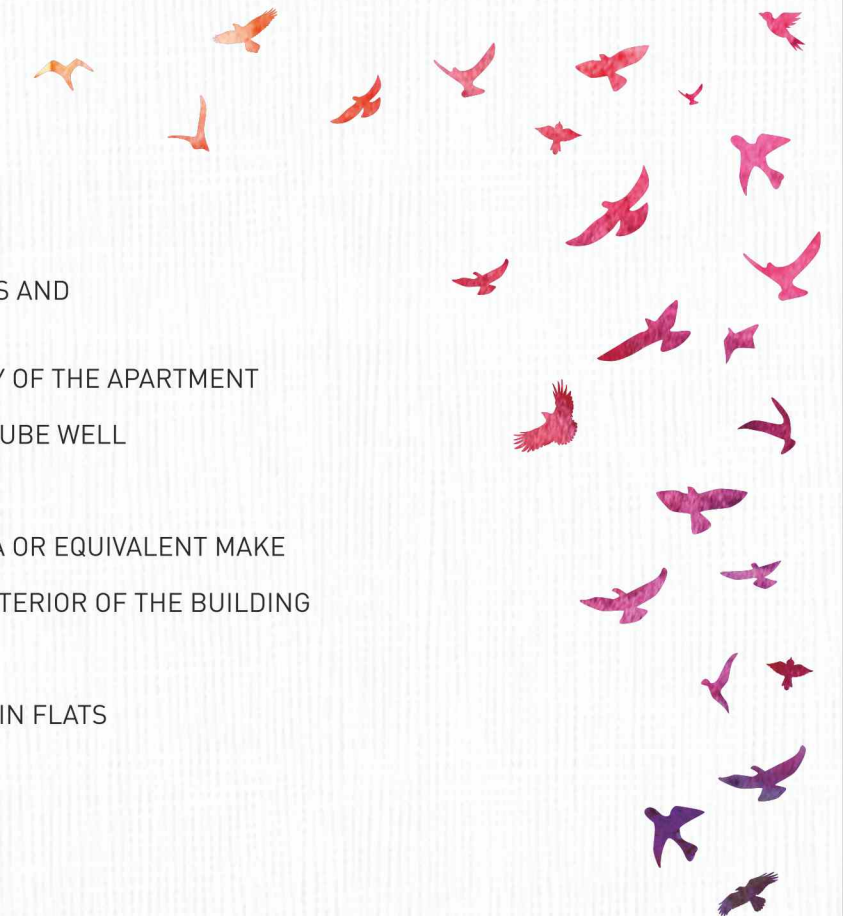 S AND
Y OF THE APARTMENT
UBE WELL
A OR EQUIVALENT MAKE
TERIOR OF THE BUILDING
IN FLATS